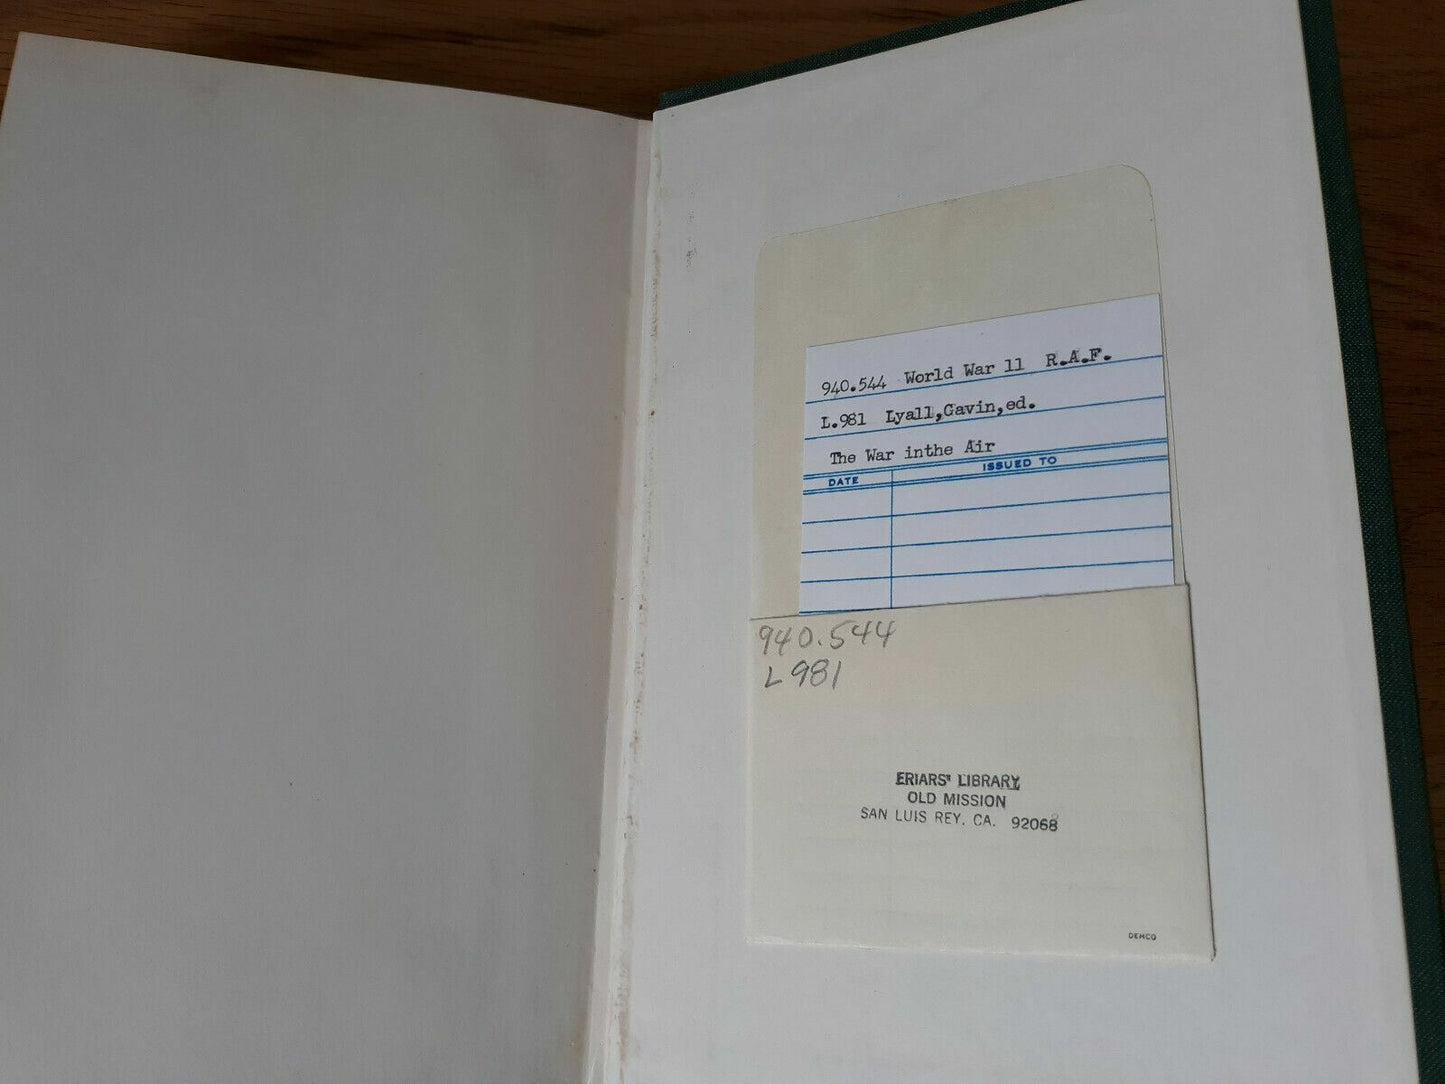 940.544 World War 11 R.A.F.
L.981 Lyall,Gavin,ed.
The War inthe Air
ISSUED TO
DATE
940.544
L981
FRIARS' LIBRARY
OLD MISSION
SAN LUIS REY, CA. 92068
DEMCO